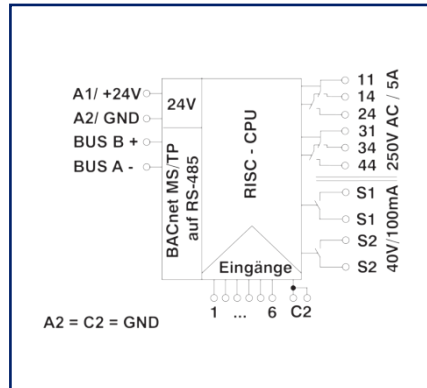 A1/ +24V
A2/ GND
BUS B +
BUS A -
24V
BACnet MS/TP
auf RS-485
RISC - CPU
Eingänge
11
14
24
31
34
44
250V AC / 5A
S1
S1
S2
S2
40V/100mA
1 ... 6 C2
A2 = C2 = GND